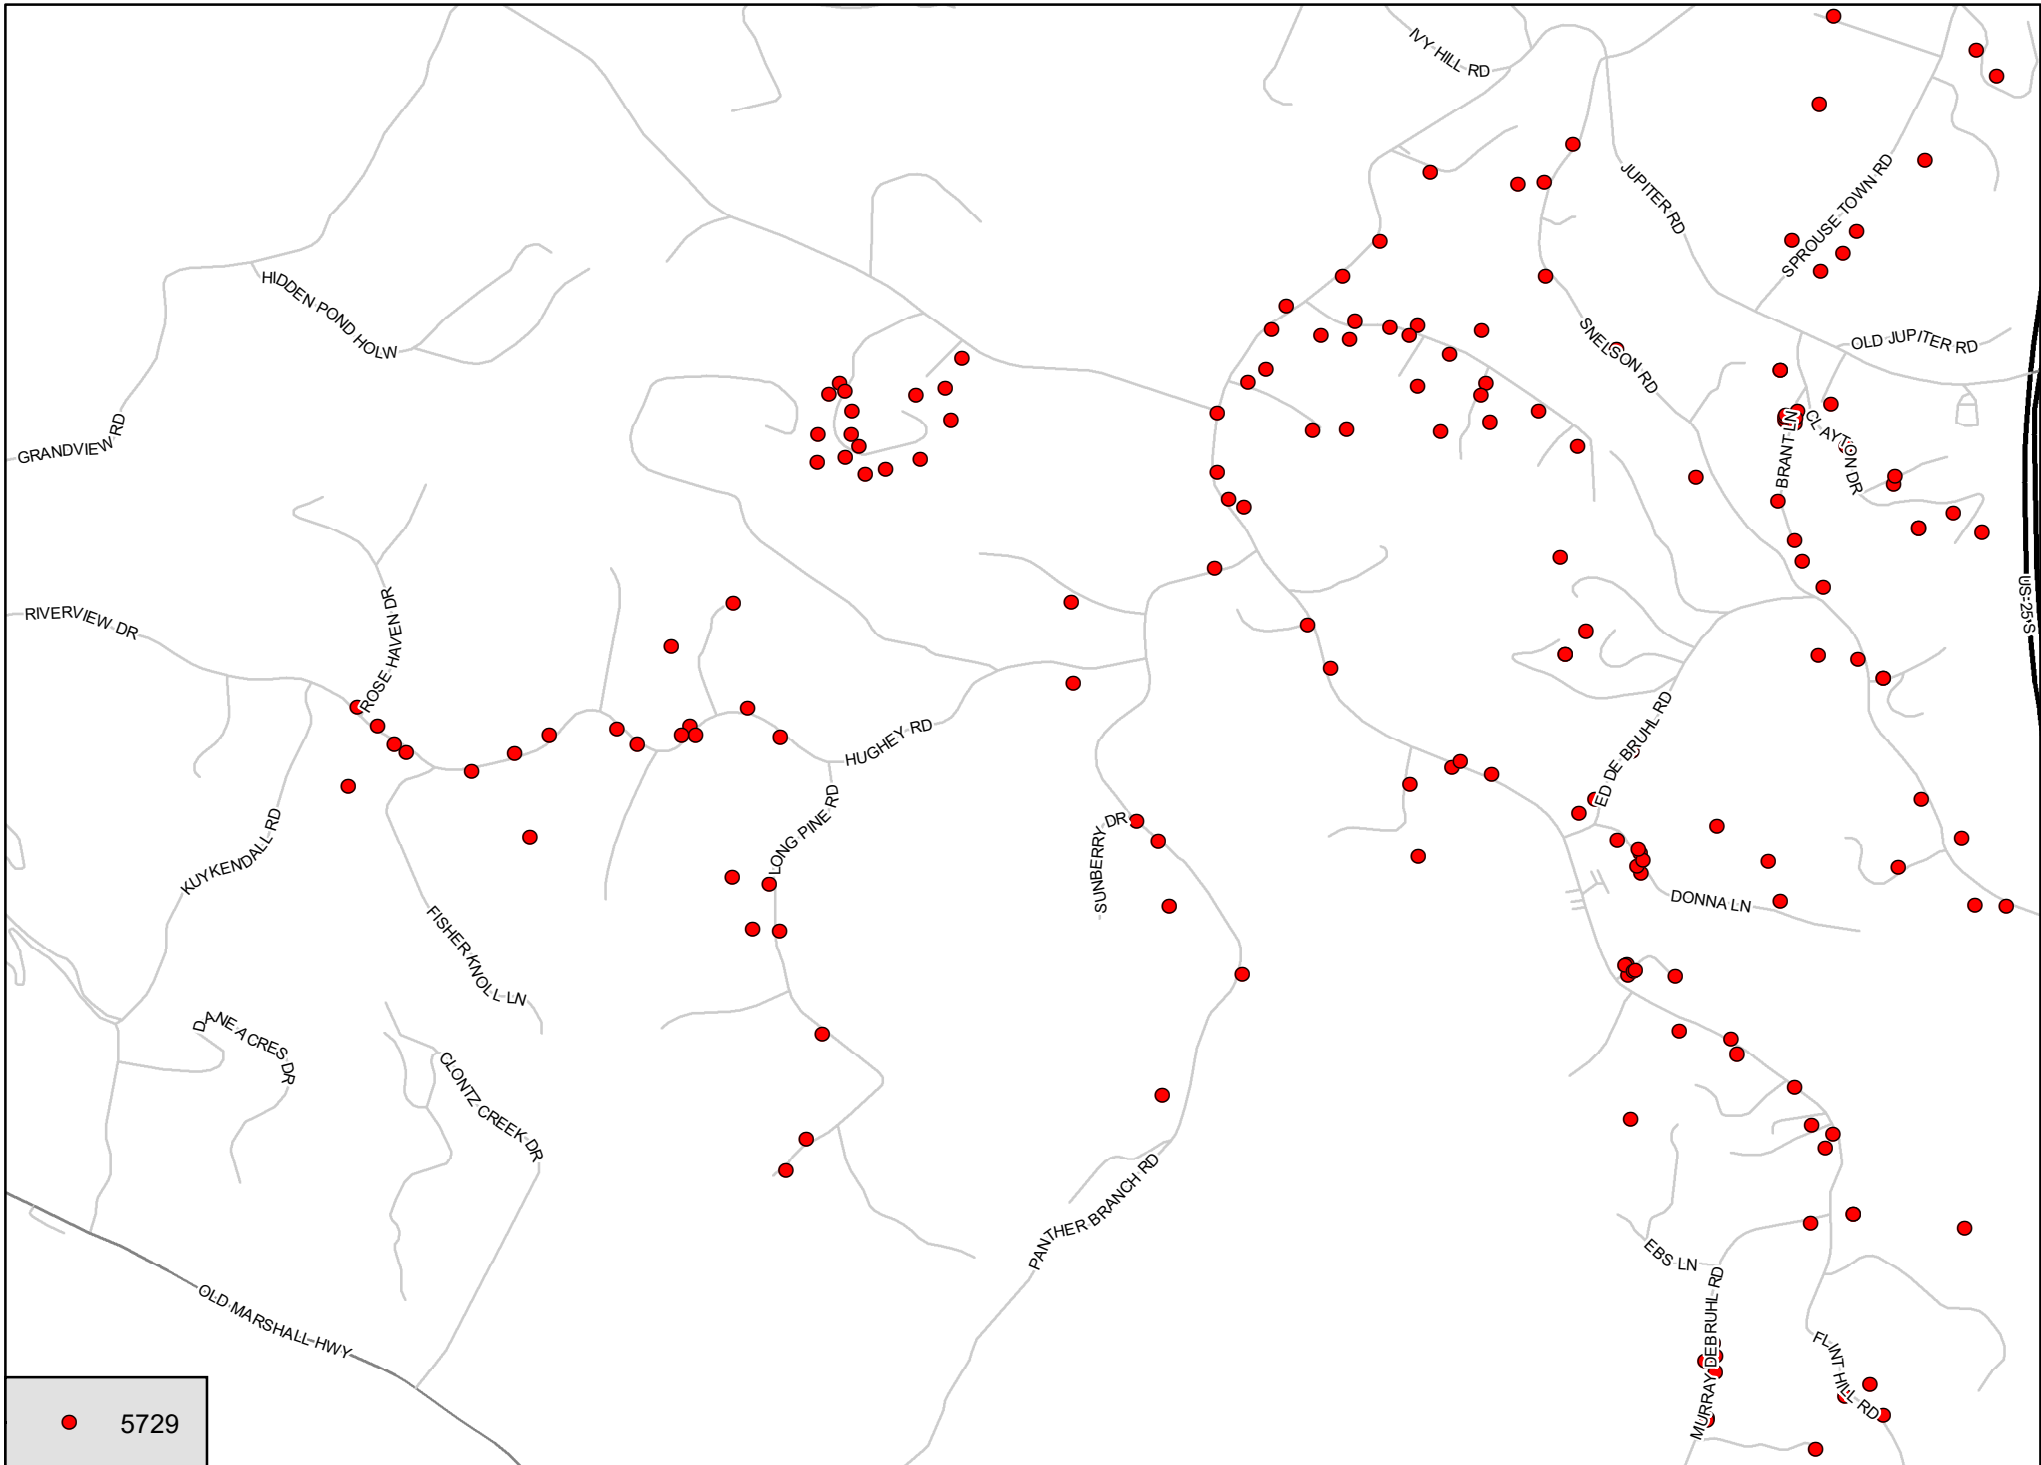 IVY HILL RD
JUPITER RD
SPROUSE TOWN RD
HIDDEN POND HOLW
SNELSON RD
OLD JUPITER RD
GRANDVIEW RD
BRANT LN
CLAYTON DR
RIVERVIEW DR
ROSE HAVEN DR
US-25 S
HUGHEY RD
ED DE BRUHL RD
LONG PINE RD
SUNBERRY DR
KUYKENDALL RD
DONNA LN
FISHER KNOLL LN
DANE ACRES DR
CLONTZ CREEK DR
PANTHER BRANCH RD
EBS LN
OLD MARSHALL HWY
MURRAY DEBRUHL RD
FLINT HILL RD
5729